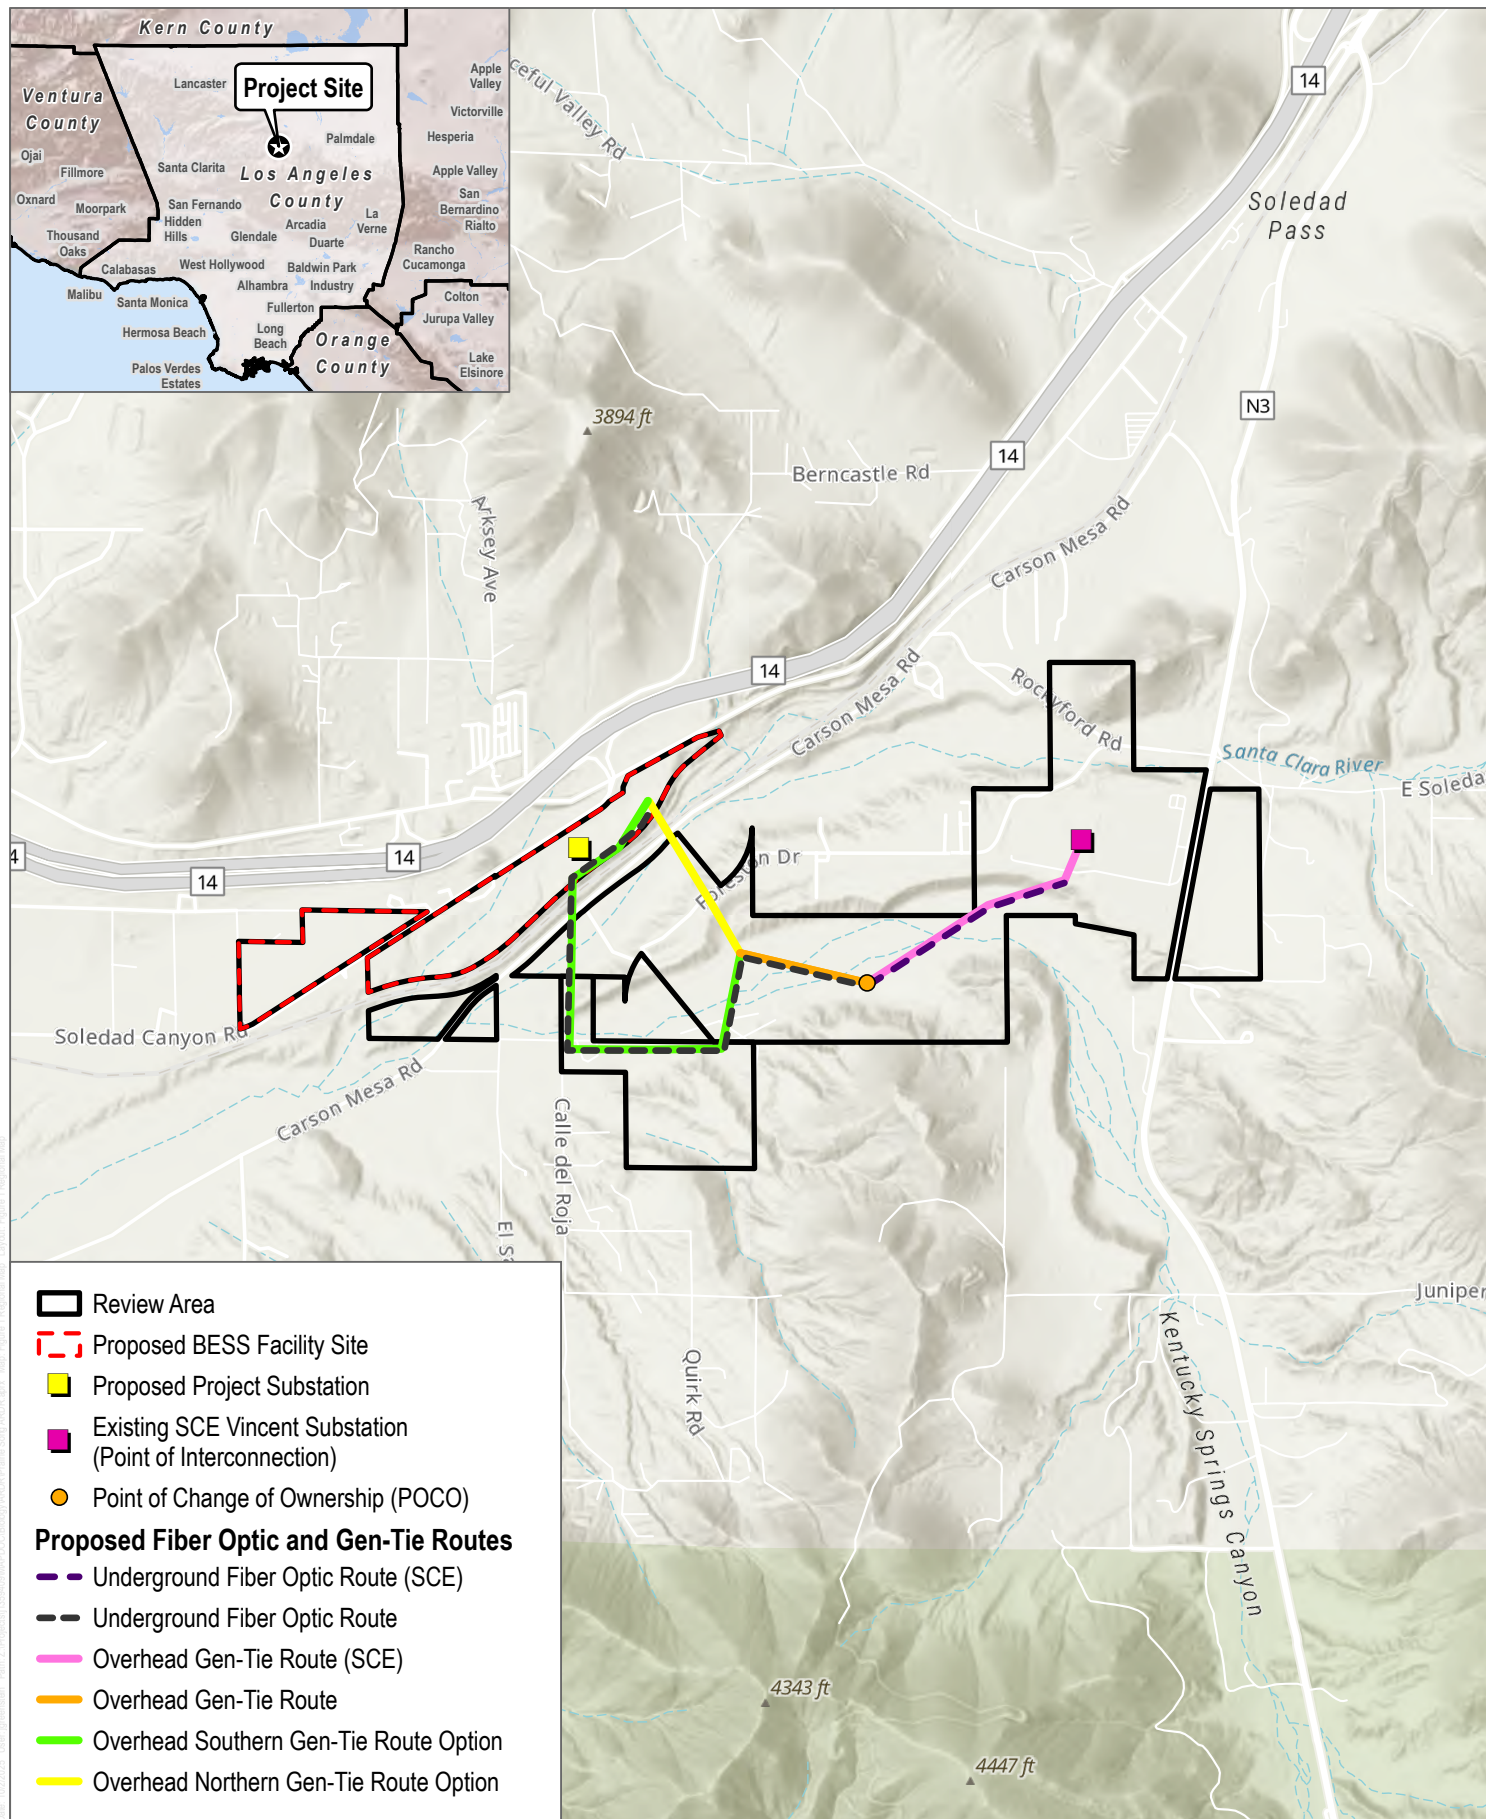 Kern County
Lancaster
Project Site
Apple
Valley
Ventura
County
Victorville
Palmdale
Hesperia
Ojai
Fillmore
Santa Clarita
Los Angeles
County
Apple Valley
Oxnard
Moorpark
San Fernando
Hidden
Hills
Arcadia
La
Verne
San
Bernardino
Rialto
Thousand
Oaks
Glendale
Duarte
Rancho
Cucamonga
Calabasas
West Hollywood
Baldwin Park
Malibu
Santa Monica
Alhambra
Industry
Colton
Fullerton
Jurupa Valley
Hermosa Beach
Long
Beach
Orange
County
Palos Verdes
Estates
Lake
Elsinore
ceful Valley Rd
14
Soledad
Pass
3894 ft
N3
14
Berncastle Rd
Arksey Ave
Carson Mesa Rd
14
Carson Mesa Rd
Rockyford Rd
Santa Clara River
E Soleda
4
14
14
Foreston Dr
Soledad Canyon Rd
Carson Mesa Rd
Calle del Roja
El Sa
Juniper
Quirk Rd
Kentucky Springs Canyon
4343 ft
4447 ft
Review Area
Proposed BESS Facility Site
Proposed Project Substation
Existing SCE Vincent Substation
(Point of Interconnection)
Point of Change of Ownership (POCO)
Proposed Fiber Optic and Gen-Tie Routes
Underground Fiber Optic Route (SCE)
Underground Fiber Optic Route
Overhead Gen-Tie Route (SCE)
Overhead Gen-Tie Route
Overhead Southern Gen-Tie Route Option
Overhead Northern Gen-Tie Route Option